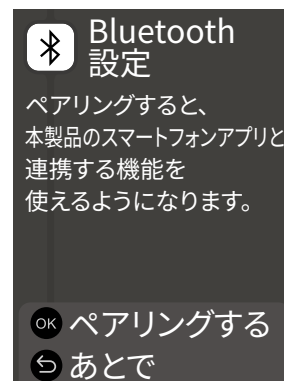 Bluetooth
設定
ペアリングすると、
本製品のスマートフォンアプリと
連携する機能を
使えるようになります。
OK ペアリングする
あとで